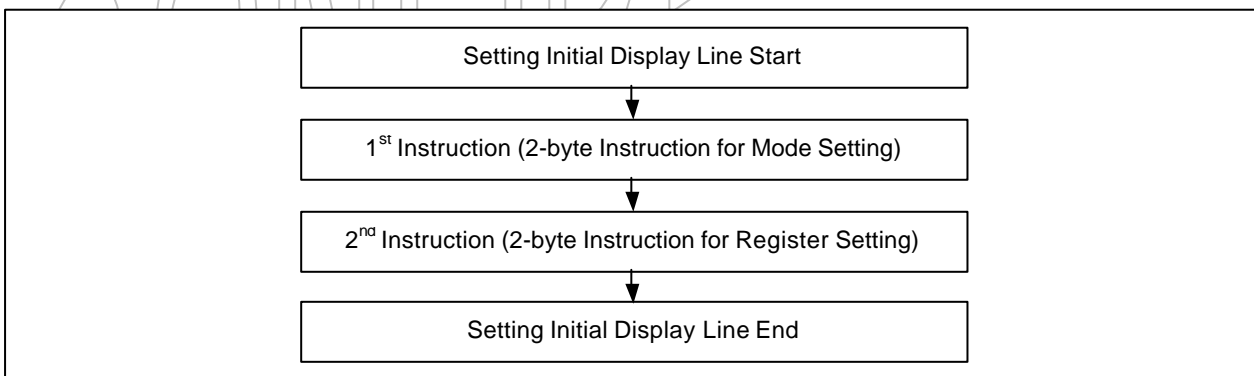 Setting Initial Display Line Start
1st Instruction (2-byte Instruction for Mode Setting)
2nd Instruction (2-byte Instruction for Register Setting)
Setting Initial Display Line End